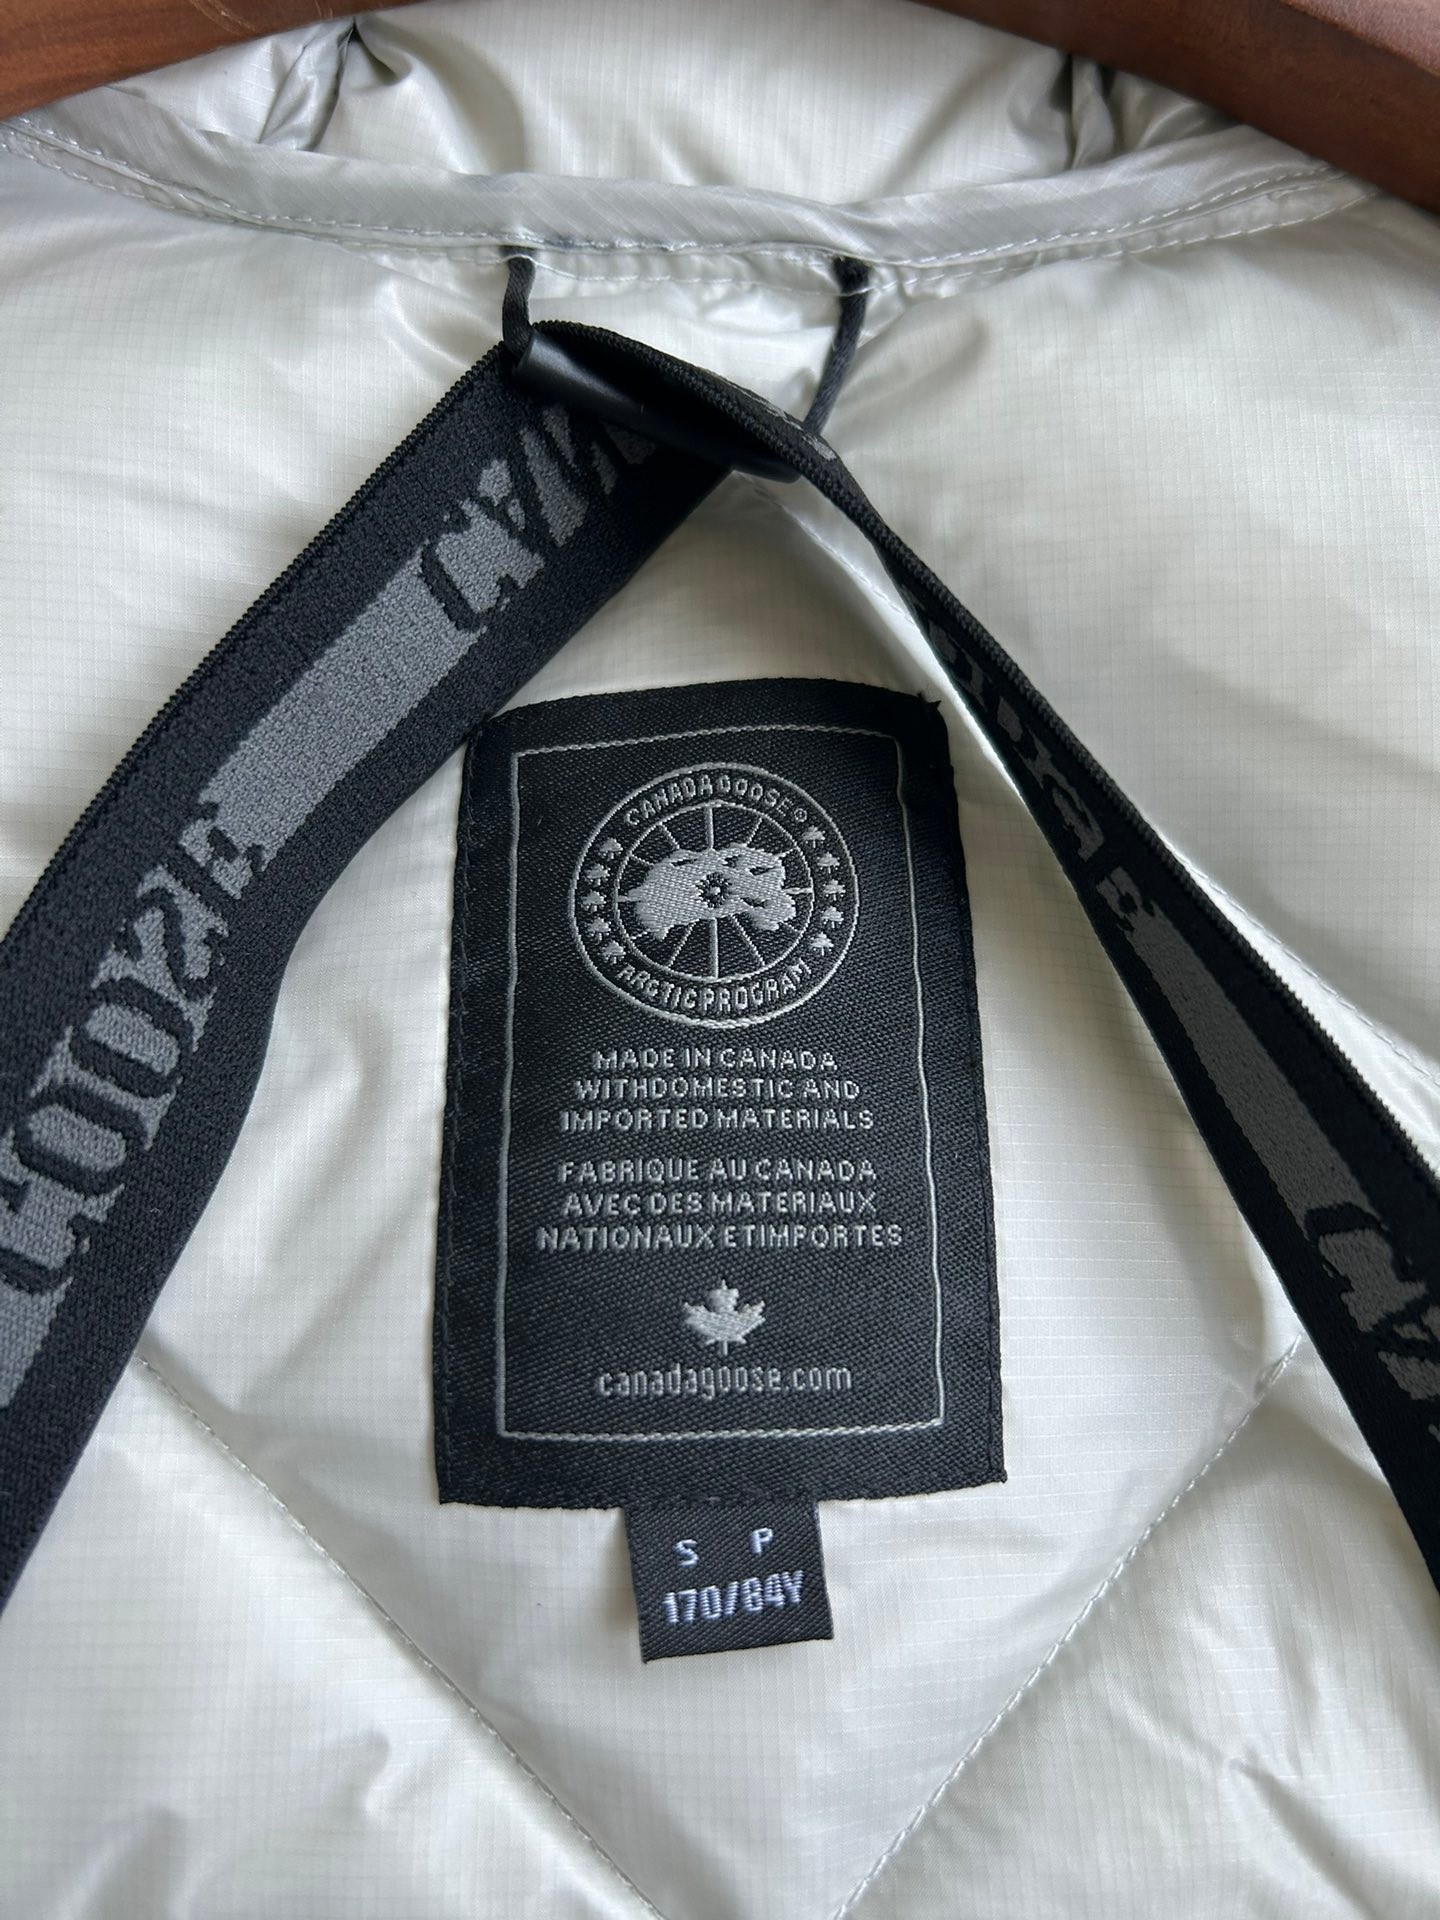 CANADA GOOSE®
ARCTIC PROGRAM
MADE IN CANADA
WITHDOMESTIC AND
IMPORTED MATERIALS
FABRIQUE AU CANADA
AVEC DES MATERIAUX
NATIONAUX ETIMPORTES
canadagoose.com
S P
170/84Y